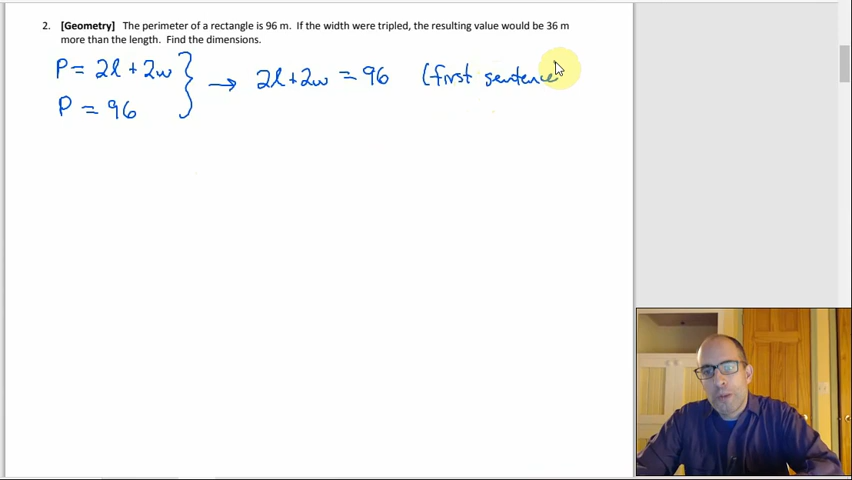 2. [Geometry] The perimeter of a rectangle is 96 m. If the width were tripled, the resulting value would be 36 m
more than the length. Find the dimensions.
P = 2l + 2w } → 2l + 2w = 96 (first sentence
P = 96